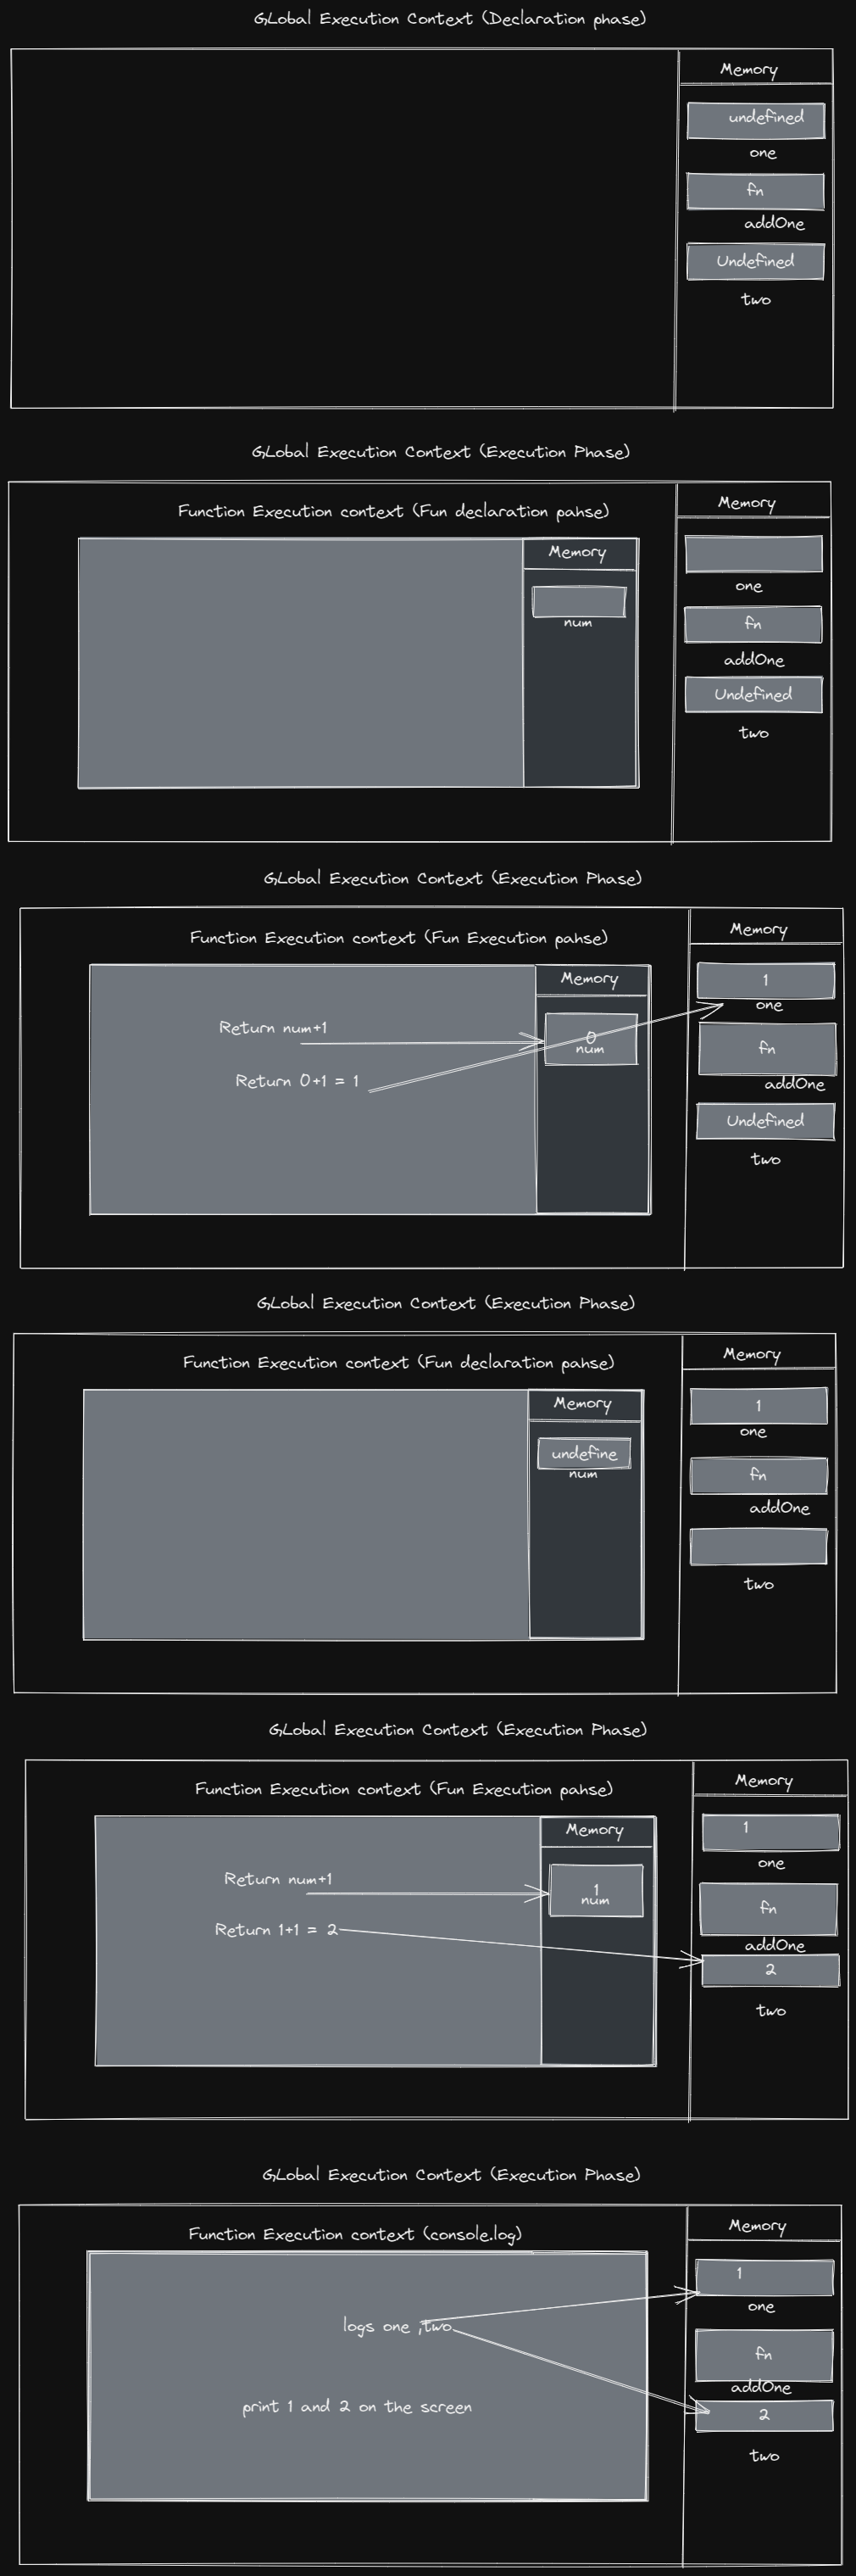 GLobal Execution Context (Declaration phase)
Memory
undefined
one
fn
addOne
Undefined
two
GLobal Execution Context (Execution Phase)
Function Execution context (Fun declaration pahse)
Memory
num
Memory
one
fn
addOne
Undefined
two
GLobal Execution Context (Execution Phase)
Function Execution context (Fun Execution pahse)
Return num+1
Return 0+1 = 1
Memory
0
num
Memory
1
one
fn
addOne
Undefined
two
GLobal Execution Context (Execution Phase)
Function Execution context (Fun declaration pahse)
Memory
undefine
num
Memory
1
one
fn
addOne
two
GLobal Execution Context (Execution Phase)
Function Execution context (Fun Execution pahse)
Return num+1
Return 1+1 = 2
Memory
1
num
Memory
1
one
fn
addOne
2
two
GLobal Execution Context (Execution Phase)
Function Execution context (console.log)
logs one ,two
print 1 and 2 on the screen
Memory
1
one
fn
addOne
2
two